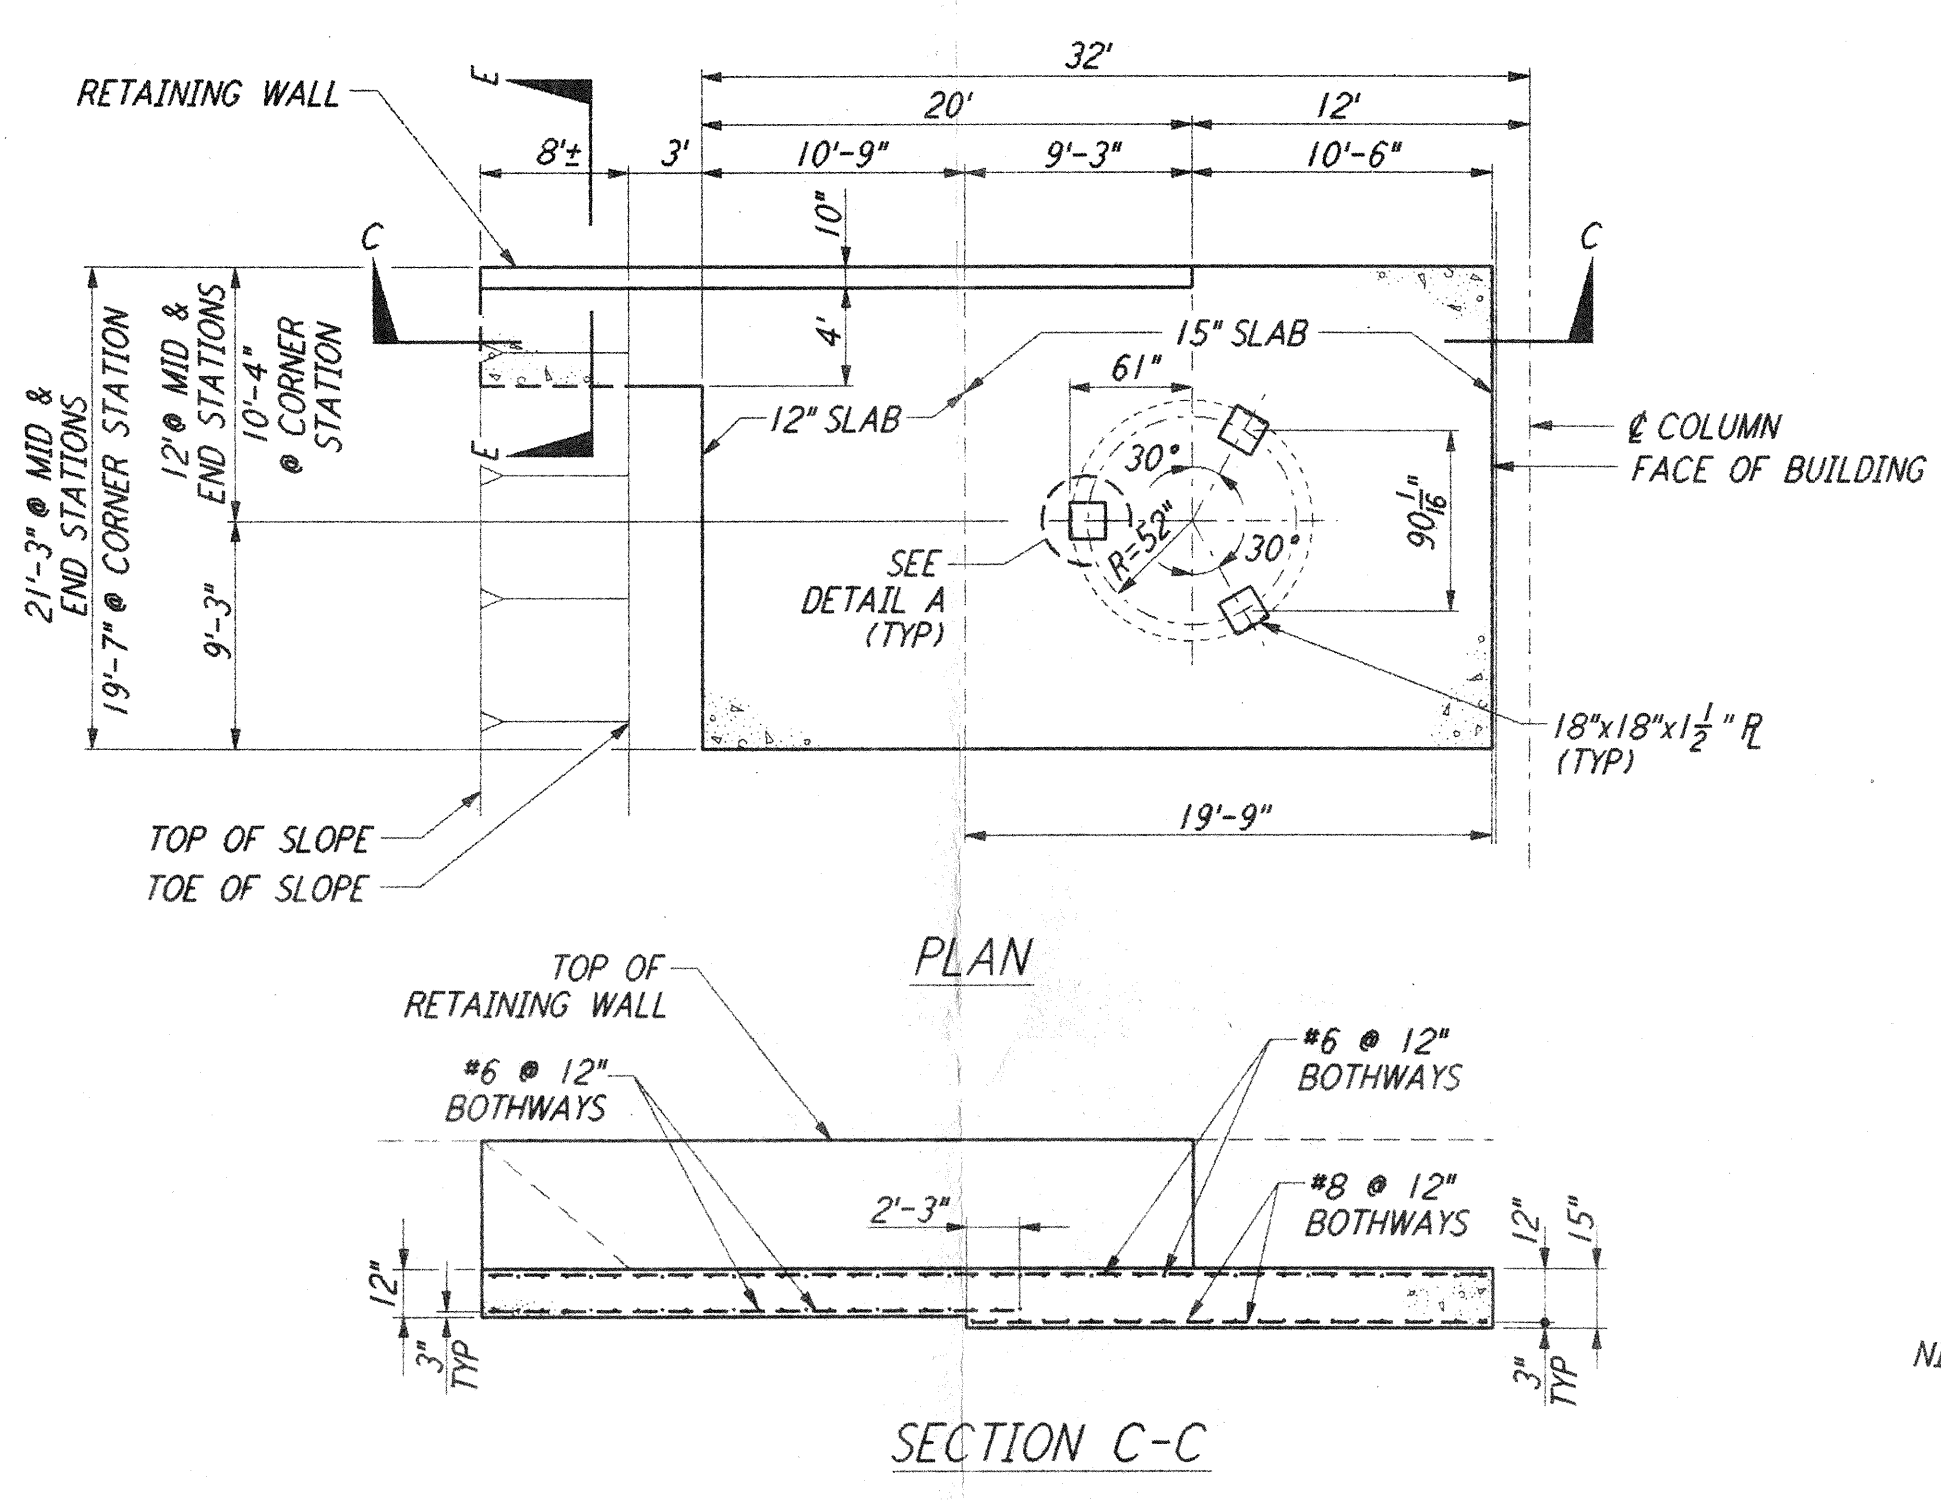 32'
20'
12'
8'±
3'
10'-9"
9'-3"
10'-6"
RETAINING WALL
E
10"
C
C
4'
15" SLAB
61"
12" SLAB
℄ COLUMN
FACE OF BUILDING
E
21'-3" @ MID &
END STATIONS
19'-7" @ CORNER STATION
12' @ MID &
END STATIONS
10'-4"
@ CORNER
STATION
9'-3"
30°
R=52"
30°
90 1/16"
SEE
DETAIL A
(TYP)
18"x18"x1 1/2" ⅊
(TYP)
19'-9"
TOP OF SLOPE
TOE OF SLOPE
PLAN
TOP OF
RETAINING WALL
#6 @ 12"
BOTHWAYS
#6 @ 12"
BOTHWAYS
2'-3"
#8 @ 12"
BOTHWAYS
12"
3"
TYP
12"
15"
3"
TYP
SECTION C-C